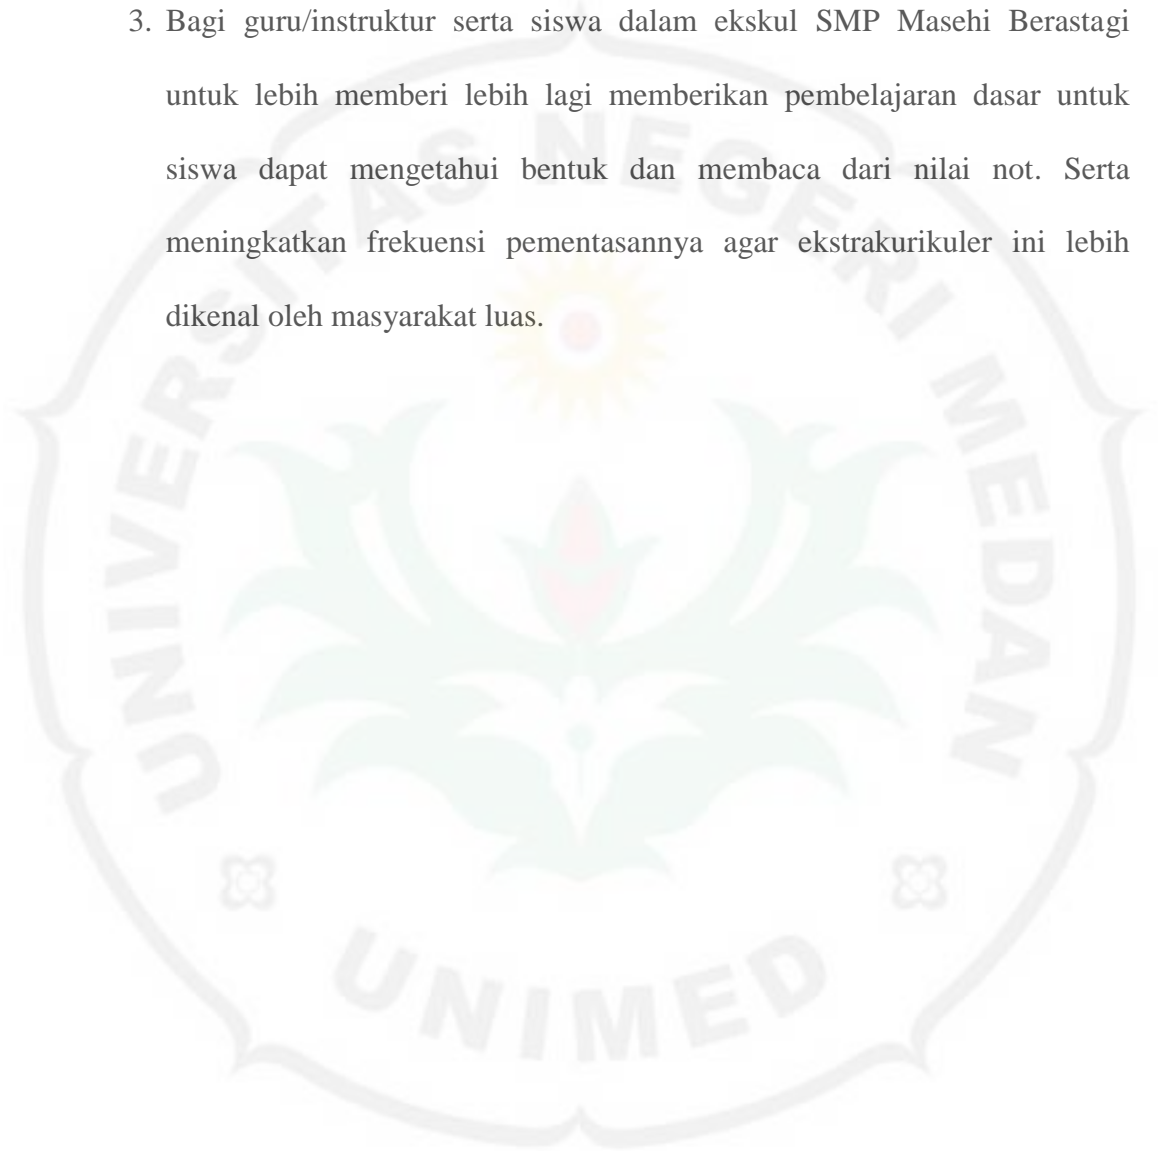 3. Bagi guru/instruktur serta siswa dalam ekskul SMP Masehi Berastagi
untuk lebih memberi lebih lagi memberikan pembelajaran dasar untuk
siswa dapat mengetahui bentuk dan membaca dari nilai not. Serta
meningkatkan frekuensi pementasannya agar ekstrakurikuler ini lebih
dikenal oleh masyarakat luas.
UNIVERSITAS NEGERI MEDAN
UNIMED